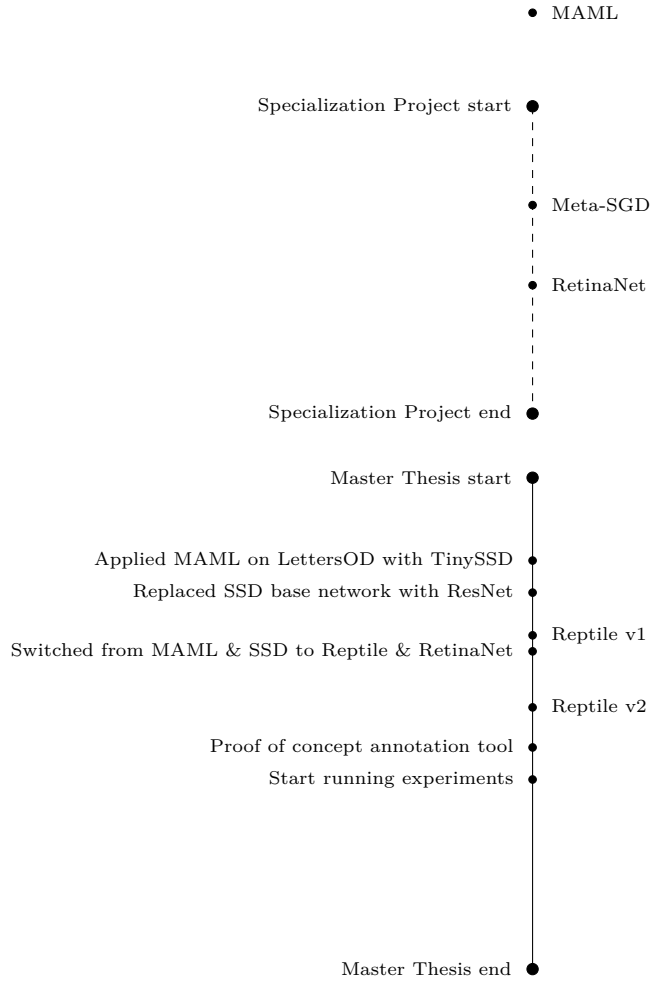 MAML
Specialization Project start
Meta-SGD
RetinaNet
Specialization Project end
Master Thesis start
Applied MAML on LettersOD with TinySSD
Replaced SSD base network with ResNet
Reptile v1
Switched from MAML & SSD to Reptile & RetinaNet
Reptile v2
Proof of concept annotation tool
Start running experiments
Master Thesis end